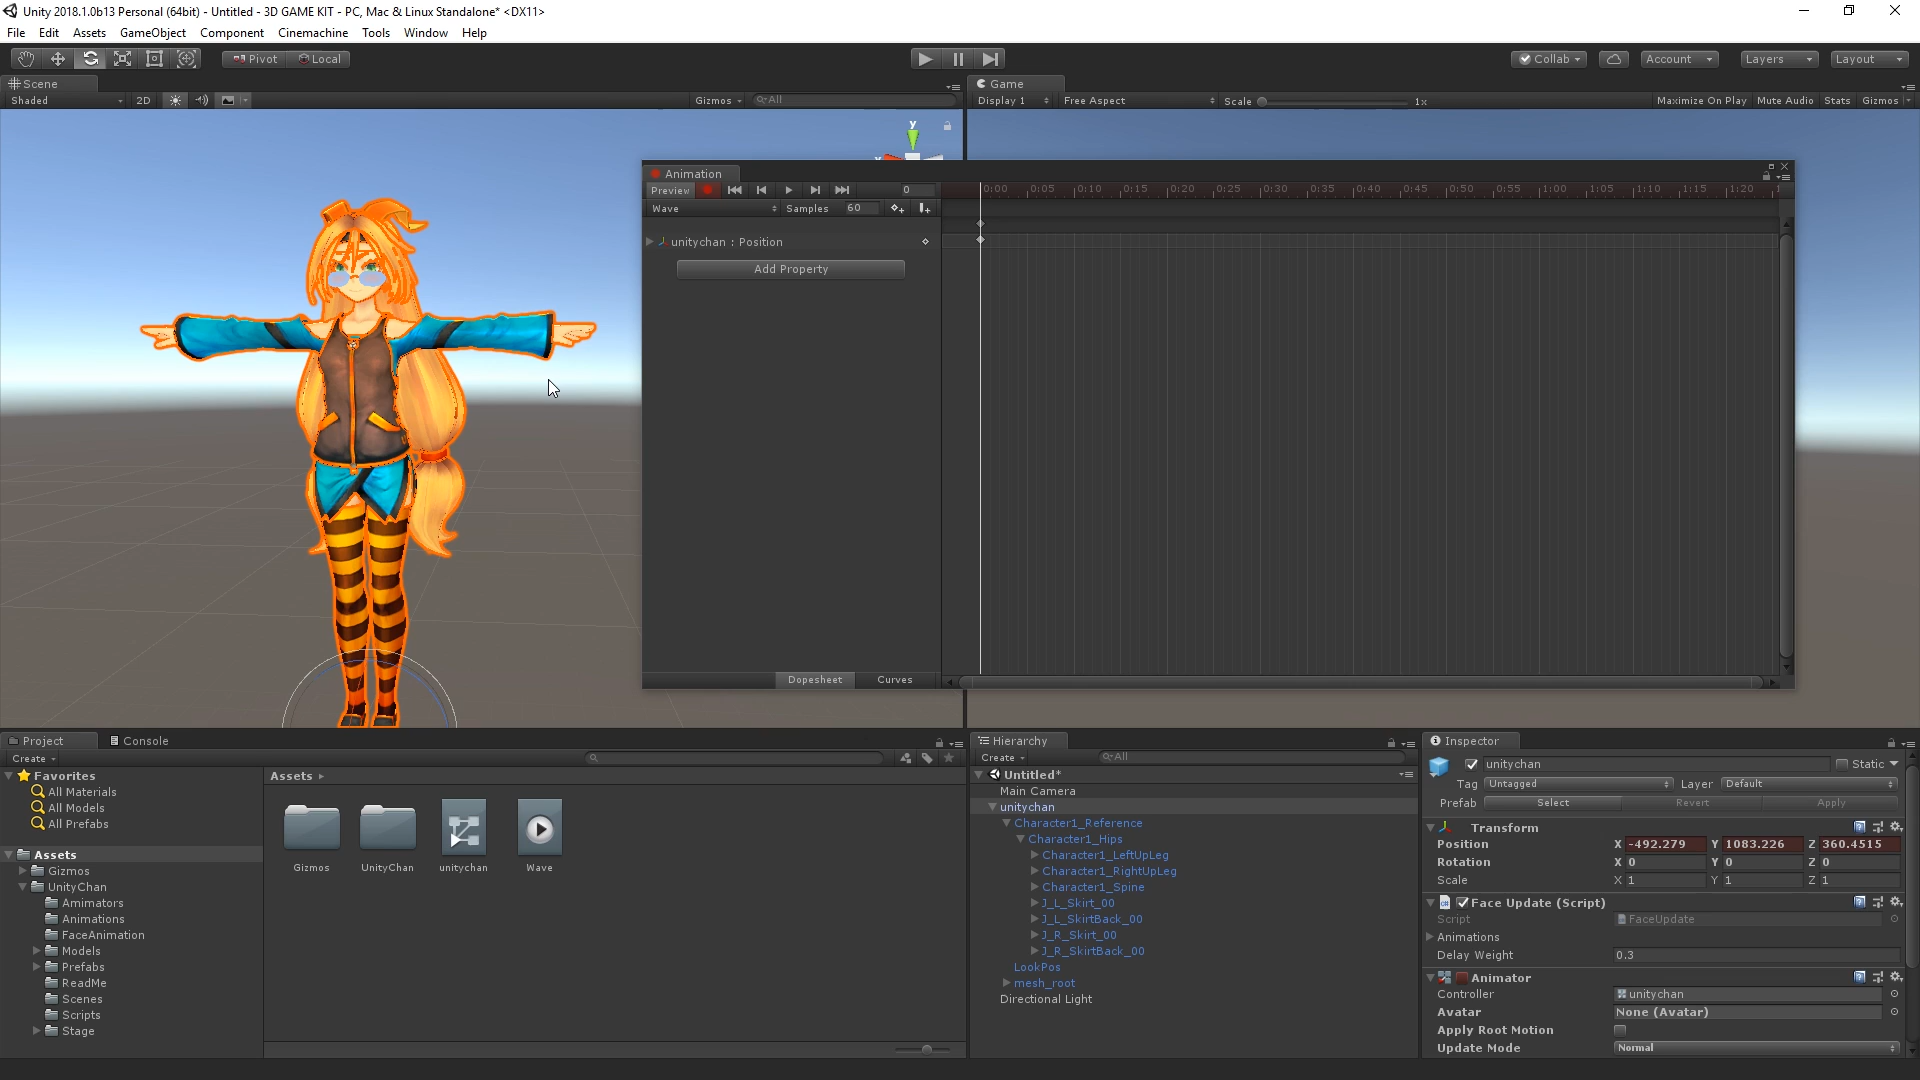 Unity 2018.1.0b13 Personal (64bit) - Untitled - 3D GAME KIT - PC, Mac & Linux Standalone* <DX11>
File Edit Assets GameObject Component Cinemachine Tools Window Help
Pivot Local Collab Account Layers Layout
Scene
Shaded 2D Gizmos All
y
x
Game
Display 1 Free Aspect Scale 1x Maximize On Play Mute Audio Stats Gizmos
Animation
Preview 0 0:00 0:05 0:10 0:15 0:20 0:25 0:30 0:35 0:40 0:45 0:50 0:55 1:00 1:05 1:10 1:15 1:20
Wave Samples 60
unitychan : Position
Add Property
Dopesheet Curves
Project Console
Create
Favorites
All Materials
All Models
All Prefabs
Assets
Gizmos
UnityChan
Amimators
Animations
FaceAnimation
Models
Prefabs
ReadMe
Scenes
Scripts
Stage
Assets
Gizmos UnityChan unitychan Wave
Hierarchy
Create All
Untitled*
Main Camera
unitychan
Character1_Reference
Character1_Hips
Character1_LeftUpLeg
Character1_RightUpLeg
Character1_Spine
J_L_Skirt_00
J_L_SkirtBack_00
J_R_Skirt_00
J_R_SkirtBack_00
LookPos
mesh_root
Directional Light
Inspector
unitychan Static
Tag Untagged Layer Default
Prefab Select Revert Apply
Transform
Position X -492.279 Y 1083.226 Z 360.4515
Rotation X 0 Y 0 Z 0
Scale X 1 Y 1 Z 1
Face Update (Script)
Script FaceUpdate
Animations
Delay Weight 0.3
Animator
Controller unitychan
Avatar None (Avatar)
Apply Root Motion
Update Mode Normal